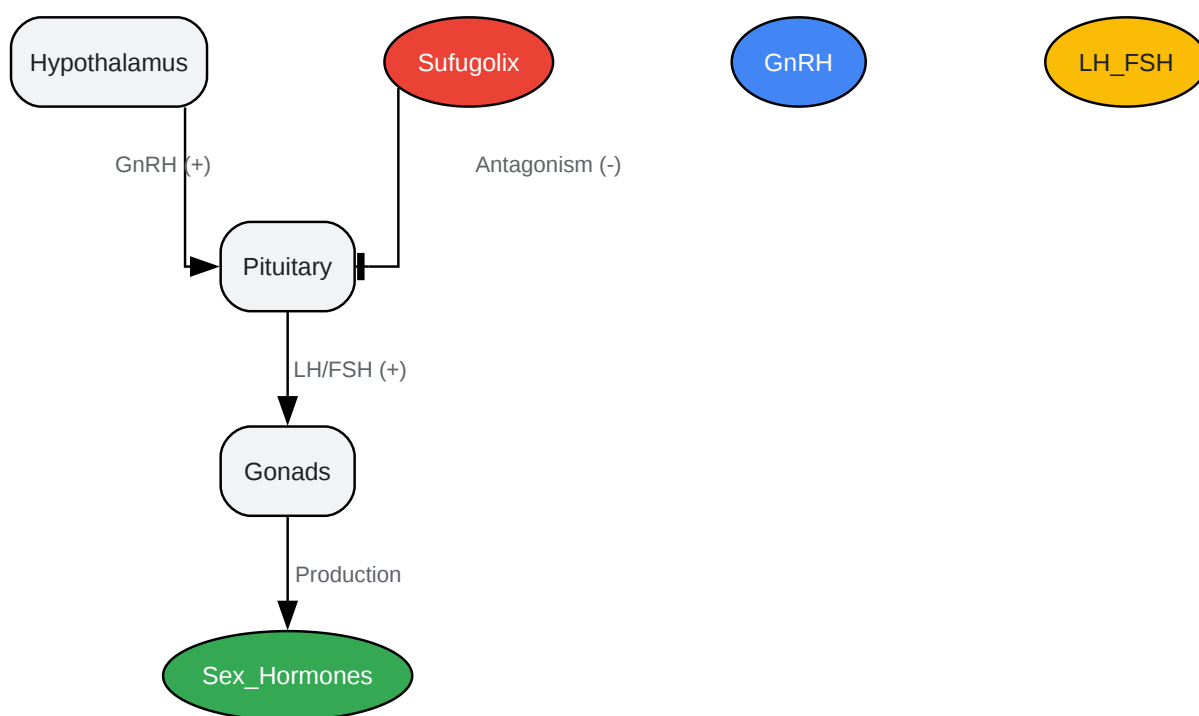 Hypothalamus
Sufugolix
GnRH
LH_FSH
GnRH (+)
Antagonism (-)
Pituitary
LH/FSH (+)
Gonads
Production
Sex_Hormones